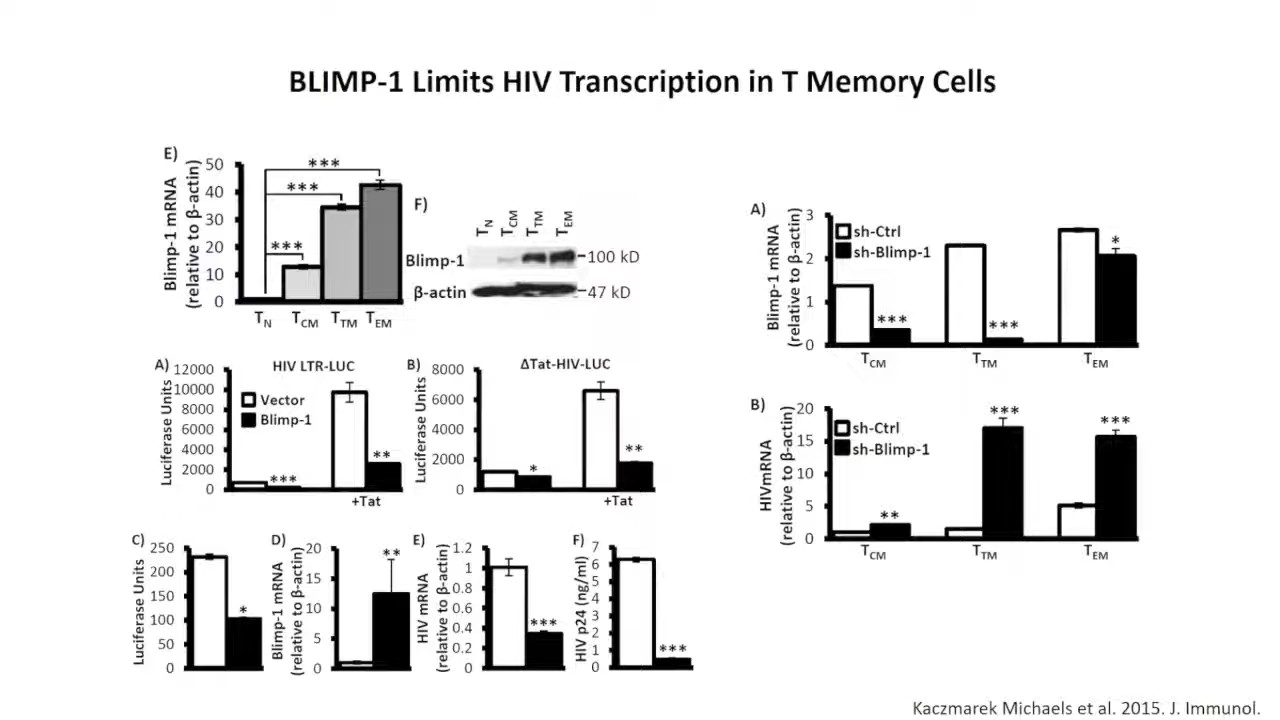 BLIMP-1 Limits HIV Transcription in T Memory Cells
E)
Blimp-1 mRNA
(relative to β-actin)
50
40
30
20
10
0
***
***
***
TN TCM TTM TEM
F)
TN TCM TTM TEM
Blimp-1 100 kD
β-actin 47 kD
A) HIV LTR-LUC
Luciferase Units
12000
10000
8000
6000
4000
2000
0
Vector
Blimp-1
*** **
+Tat
B) ΔTat-HIV-LUC
Luciferase Units
8000
6000
4000
2000
0
* **
+Tat
C)
Luciferase Units
250
200
150
100
50
0
*
D)
Blimp-1 mRNA
(relative to β-actin)
20
15
10
5
0
**
E)
HIV mRNA
(relative to β-actin)
1.2
1
0.8
0.6
0.4
0.2
0
***
F)
HIV p24 (ng/ml)
7
6
5
4
3
2
1
0
***
A)
Blimp-1 mRNA
(relative to β-actin)
3
2
1
0
sh-Ctrl
sh-Blimp-1
*** *** *
TCM TTM TEM
B)
HIVmRNA
(relative to β-actin)
20
15
10
5
0
sh-Ctrl
sh-Blimp-1
** *** ***
TCM TTM TEM
Kaczmarek Michaels et al. 2015. J. Immunol.